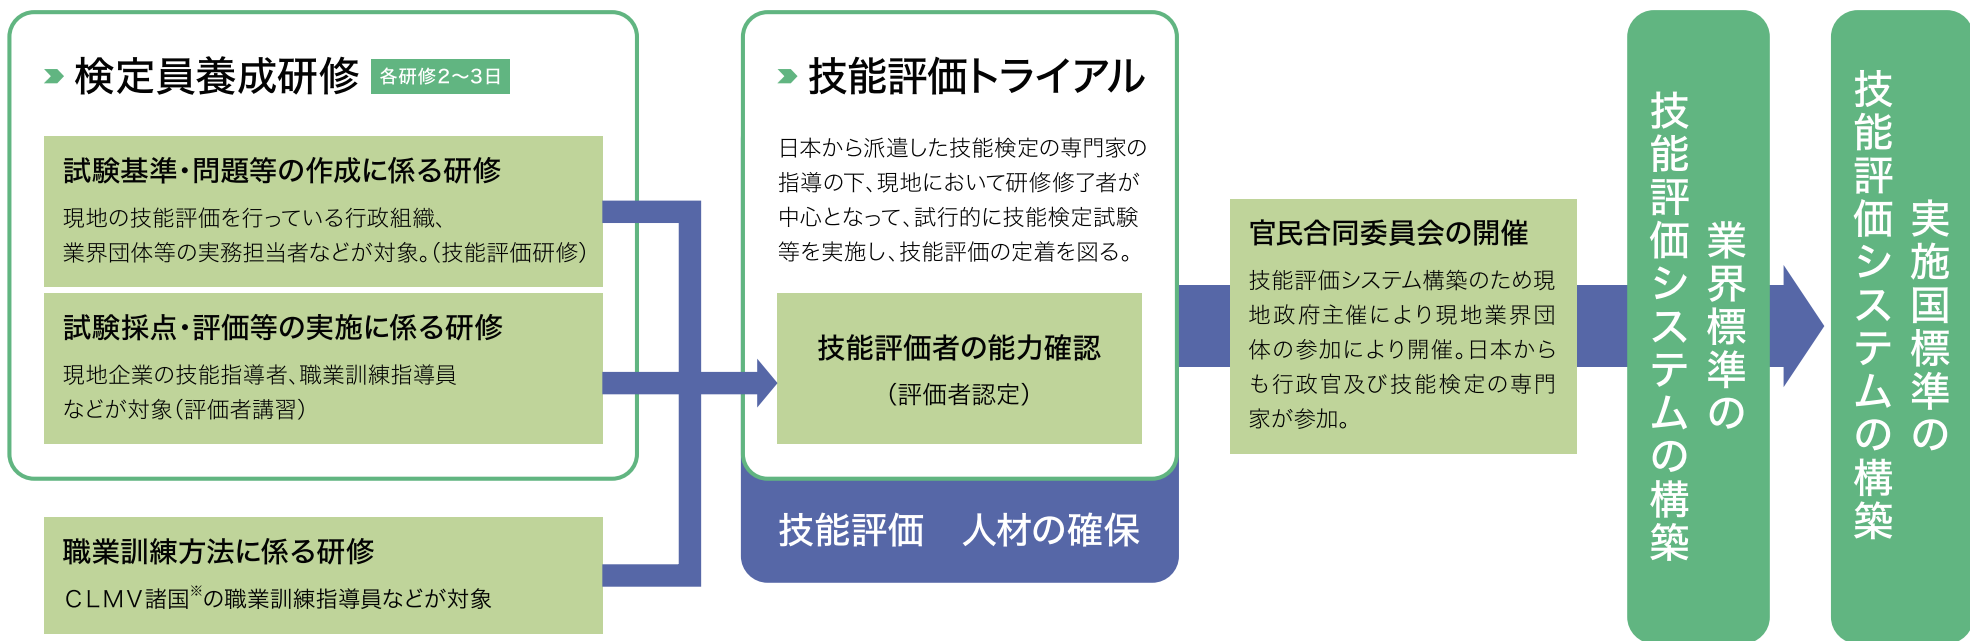 検定員養成研修
各研修2～3日
試験基準・問題等の作成に係る研修
現地の技能評価を行っている行政組織、
業界団体等の実務担当者などが対象。（技能評価研修）
試験採点・評価等の実施に係る研修
現地企業の技能指導者、職業訓練指導員
などが対象（評価者講習）
職業訓練方法に係る研修
CLMV諸国※の職業訓練指導員などが対象
技能評価トライアル
日本から派遣した技能検定の専門家の
指導の下、現地において研修修了者が
中心となって、試行的に技能検定試験
等を実施し、技能評価の定着を図る。
技能評価者の能力確認
（評価者認定）
技能評価　人材の確保
官民合同委員会の開催
技能評価システム構築のため現
地政府主催により現地業界団
体の参加により開催。日本から
も行政官及び技能検定の専門
家が参加。
業界標準の
技能評価システムの構築
実施国標準の
技能評価システムの構築